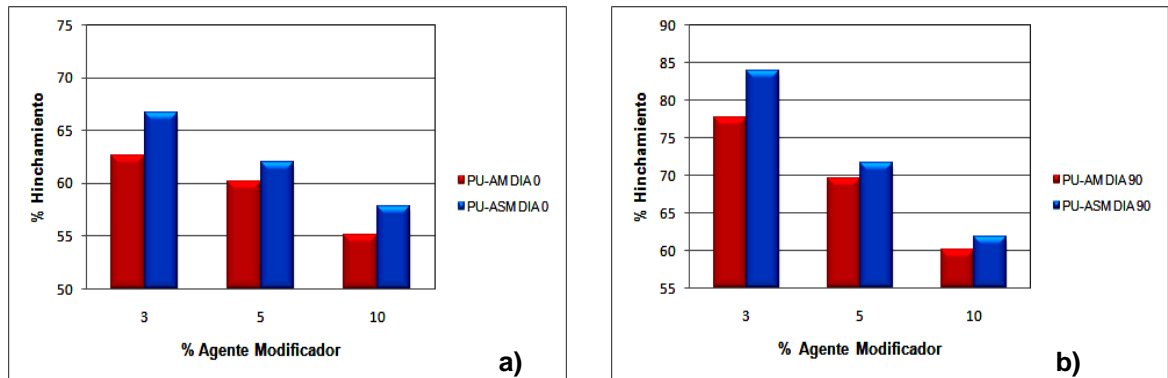 75
70
65
60
55
50
% Hinchamiento
3
5
10
% Agente Modificador
PU-AM DIA 0
PU-ASM DIA 0
a)
90
85
80
75
70
65
60
55
% Hinchamiento
3
5
10
% Agente Modificador
PU-AM DIA 90
PU-ASM DIA 90
b)